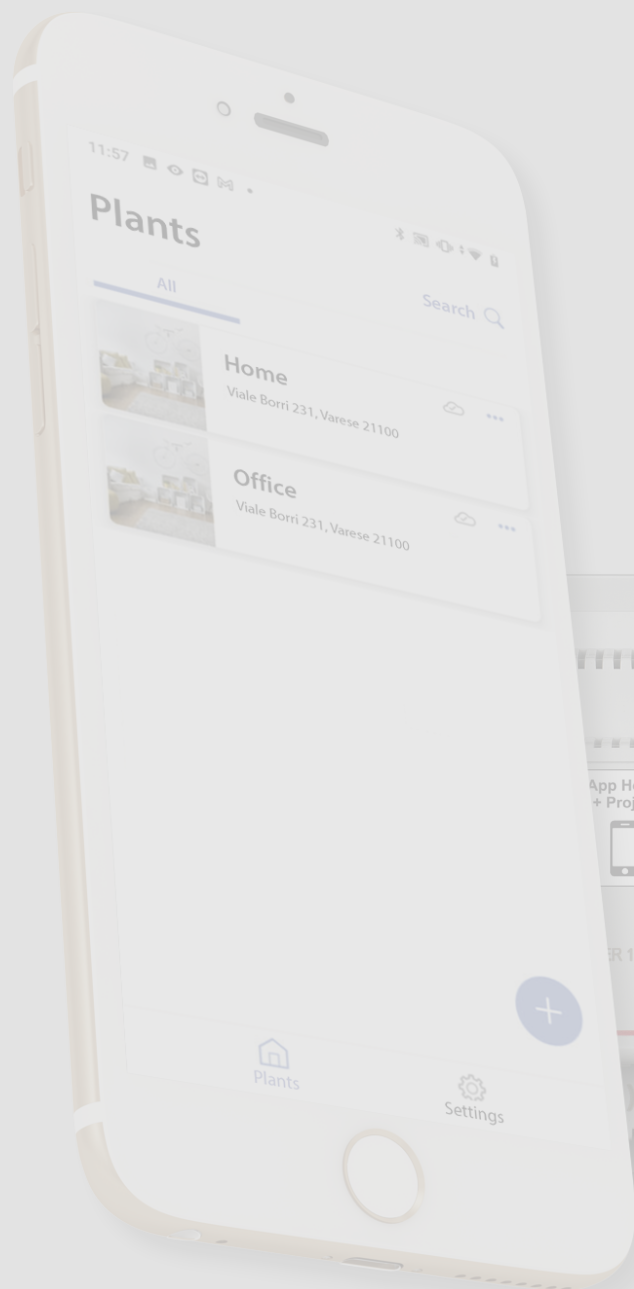 11:57
Plants
All
Search
Home
Viale Borri 231, Varese 21100
Office
Viale Borri 231, Varese 21100
App
+
Plants
Settings